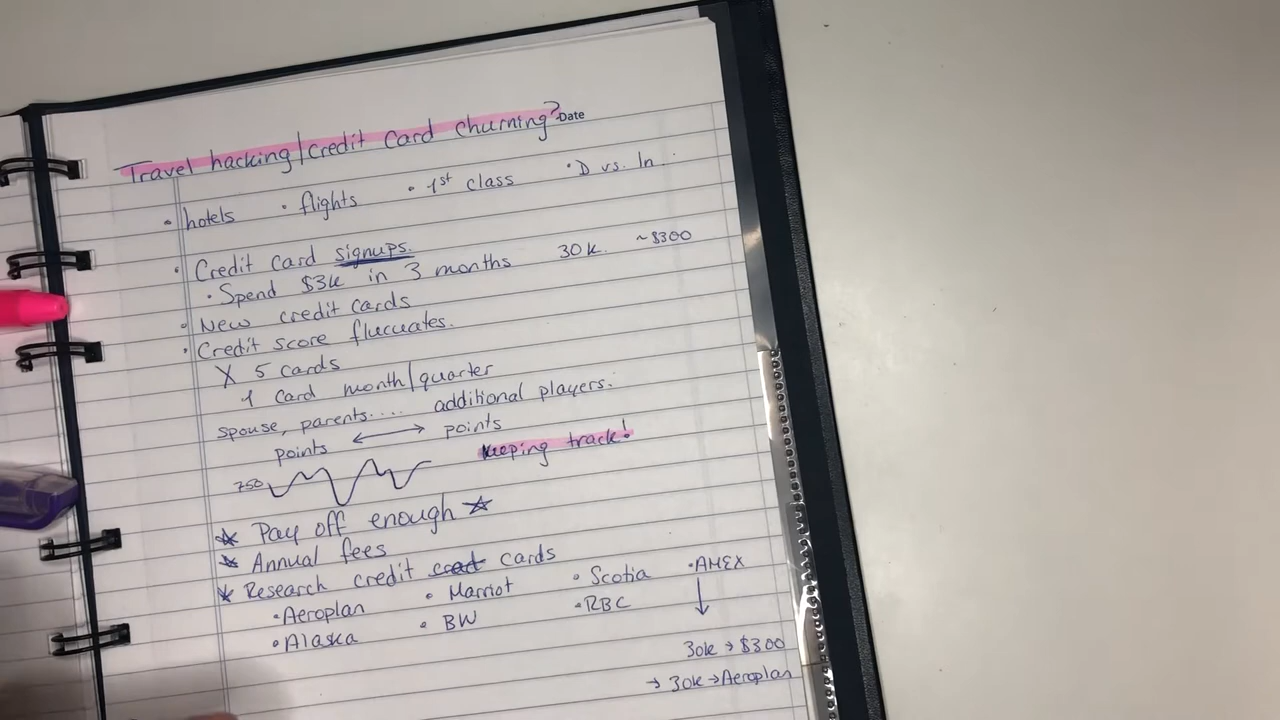 Travel hacking/Credit Card churning? Date
• hotels • flights • 1st class • D vs. In
• Credit Card signups.
• Spend $3k in 3 months 30k. ~$300
• New credit cards
• Credit score flucuates.
X 5 cards
1 card month/quarter
spouse, parents.... additional players.
points ↔ points
keeping track!
750
★ Pay off enough ★
★ Annual fees
★ Research credit cards
• Aeroplan • Marriot • Scotia • AMEX
• Alaska • BW • RBC ↓
30k → $300
→ 30k → Aeroplan